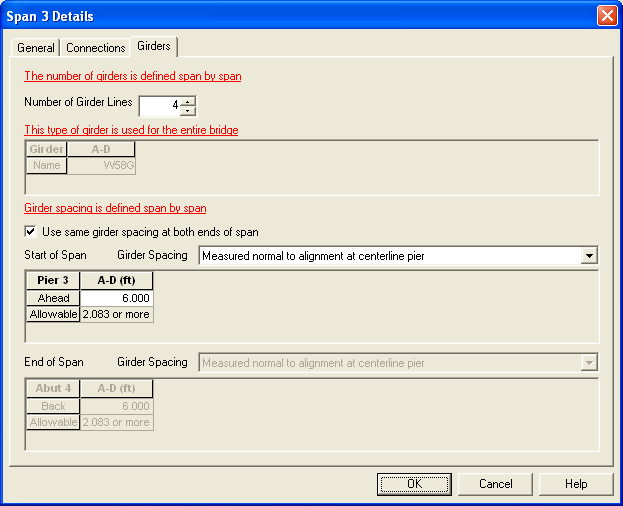 Span 3 Details
General Connections Girders
The number of girders is defined span by span
Number of Girder Lines 4
This type of girder is used for the entire bridge
Girder A-D
Name W58G
Girder spacing is defined span by span
Use same girder spacing at both ends of span
Start of Span Girder Spacing Measured normal to alignment at centerline pier
Pier 3 A-D (ft)
Ahead 6.000
Allowable 2.083 or more
End of Span Girder Spacing Measured normal to alignment at centerline pier
Abut 4 A-D (ft)
Back 6.000
Allowable 2.083 or more
OK Cancel Help